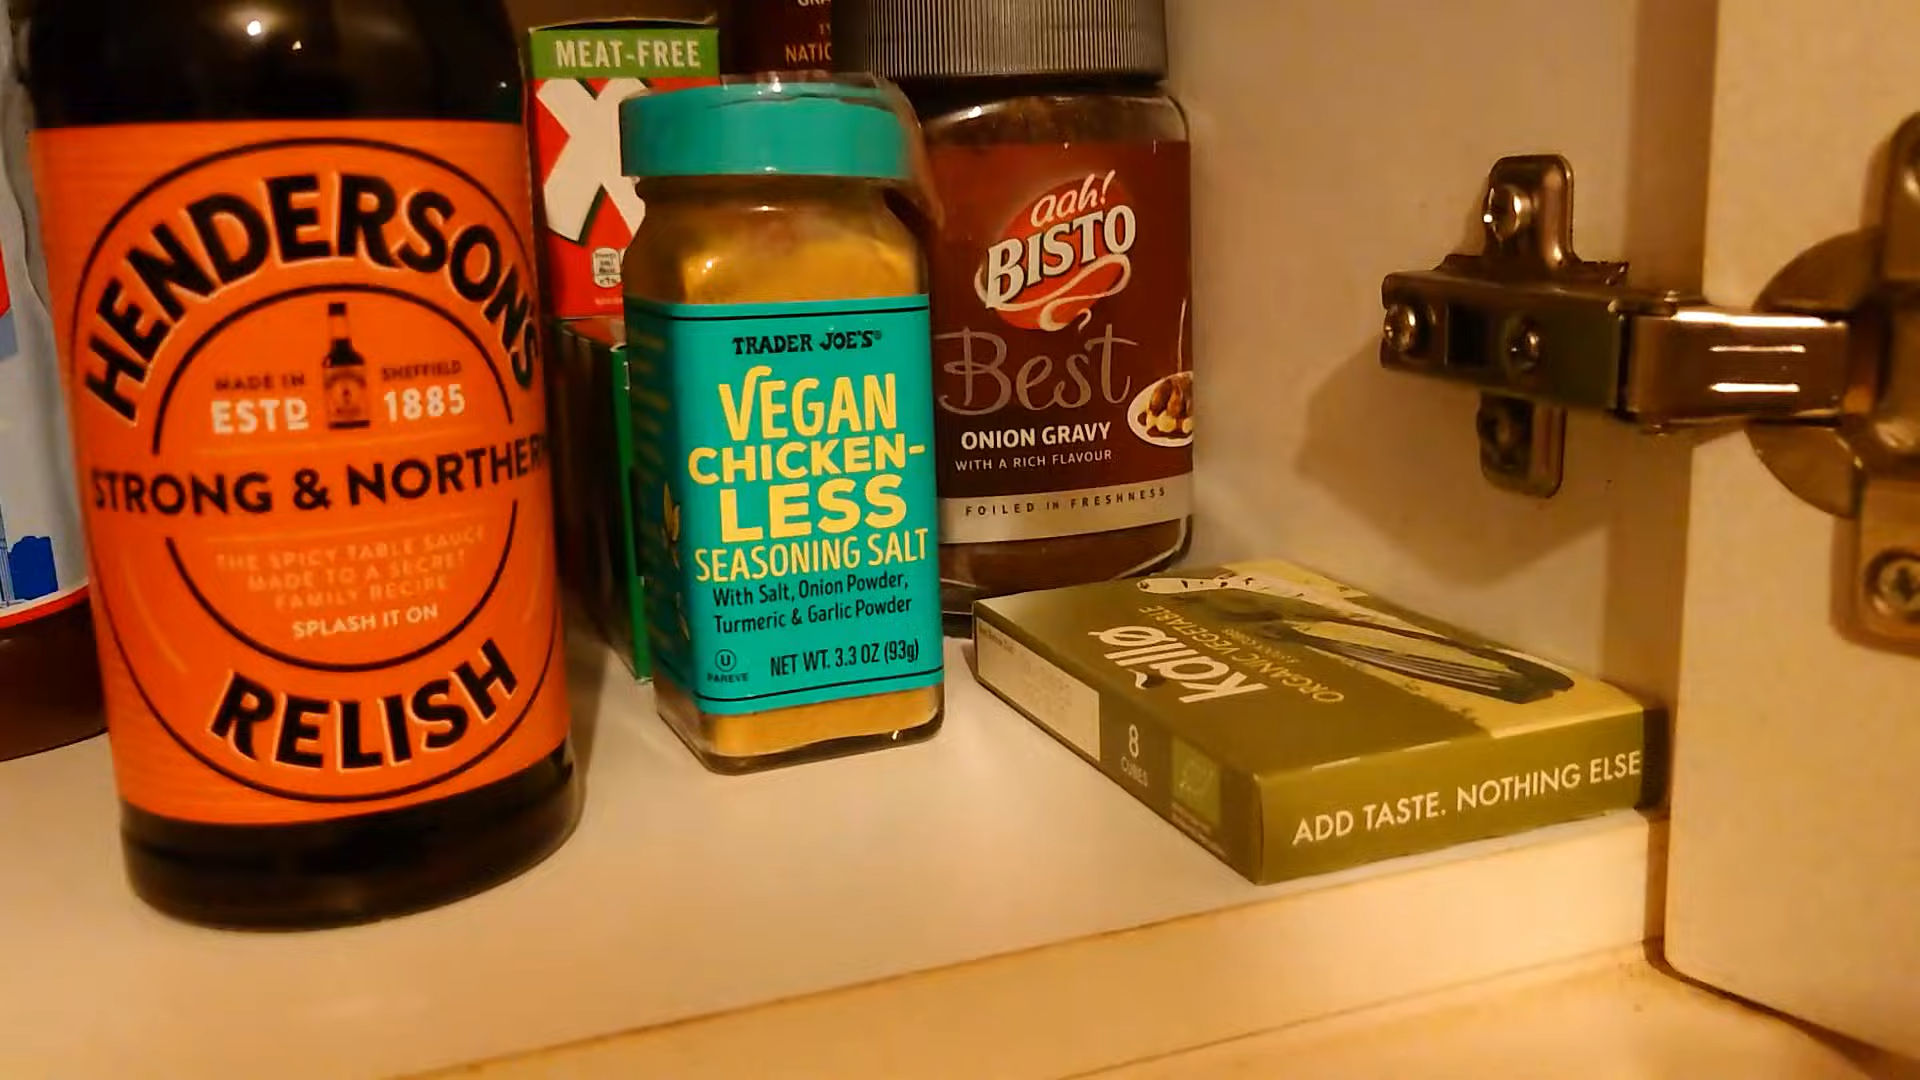 HENDERSON'S
MADE IN SHEFFIELD
ESTD 1885
STRONG & NORTHERN
THE SPICY TABLE SAUCE
MADE TO A SECRET
FAMILY RECIPE
SPLASH IT ON
RELISH
MEAT-FREE
TRADER JOE'S®
VEGAN
CHICKEN-
LESS
SEASONING SALT
With Salt, Onion Powder,
Turmeric & Garlic Powder
U
PAREVE
NET WT. 3.3 OZ (93g)
aah!
BISTO
Best
ONION GRAVY
WITH A RICH FLAVOUR
FOILED IN FRESHNESS
Kallø
ORGANIC VEGETABLE
8
CUBES
ADD TASTE. NOTHING ELSE